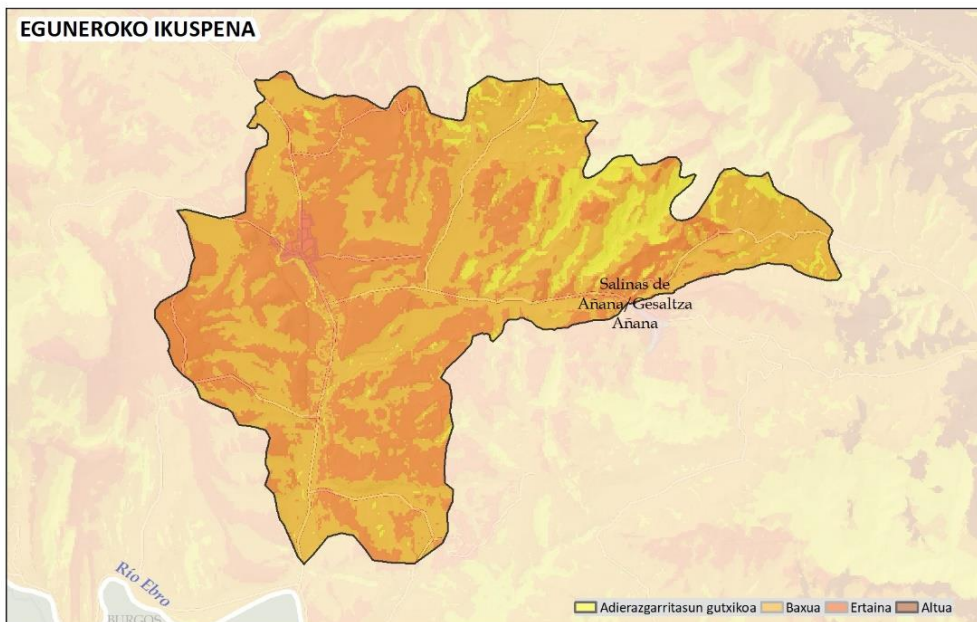 EGUNEROKO IKUSPENA
Salinas de
Añana/Gesaltza
Añana
Río Ebro
BURGOS
Adierazgarritasun gutxikoa Baxua Ertaina Altua